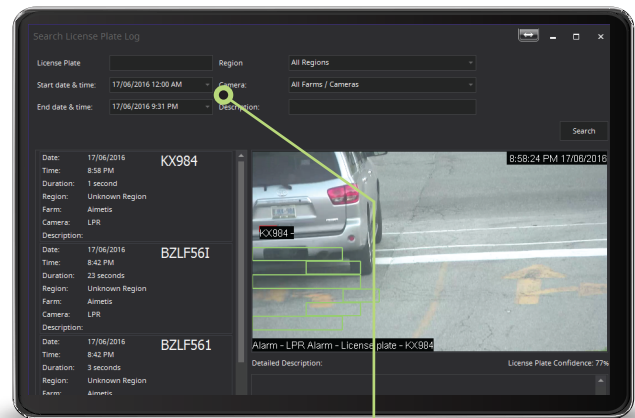 Search License Plate Log
License Plate
Region
All Regions
Start date & time:
17/06/2016 12:00 AM
Camera:
All Farms / Cameras
End date & time:
17/06/2016 9:31 PM
Description:
Search
Date: 17/06/2016 KX984
Time: 8:58 PM
Duration: 1 second
Region: Unknown Region
Farm: Aimetis
Camera: LPR
Description:
Date: 17/06/2016 BZLF56I
Time: 8:42 PM
Duration: 23 seconds
Region: Unknown Region
Farm: Aimetis
Camera: LPR
Description:
Date: 17/06/2016 BZLF561
Time: 8:42 PM
Duration: 3 seconds
Region: Unknown Region
Farm: Aimetis
8:58:24 PM 17/06/2016
KX984 -
Alarm - LPR Alarm - License plate - KX984
Detailed Description:
License Plate Confidence: 77%